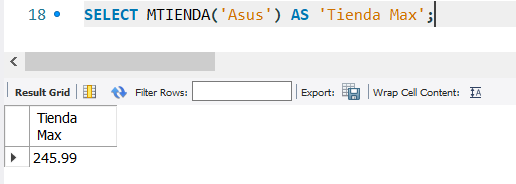 18 SELECT MTIENDA('Asus') AS 'Tienda Max';
Result Grid Filter Rows: Export: Wrap Cell Content:
Tienda
Max
245.99